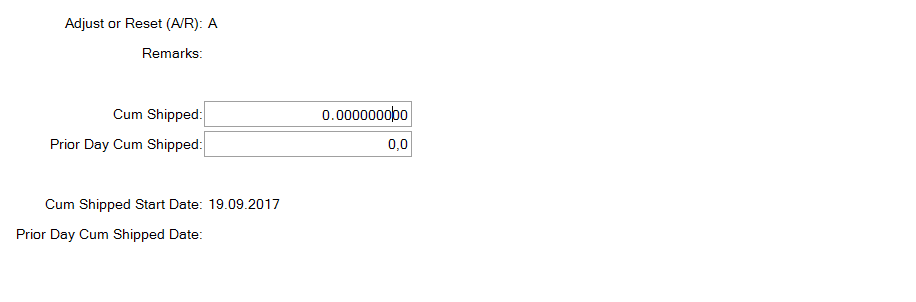 Adjust or Reset (A/R): A
Remarks:
Cum Shipped: 0.000000000
Prior Day Cum Shipped: 0,0
Cum Shipped Start Date: 19.09.2017
Prior Day Cum Shipped Date: